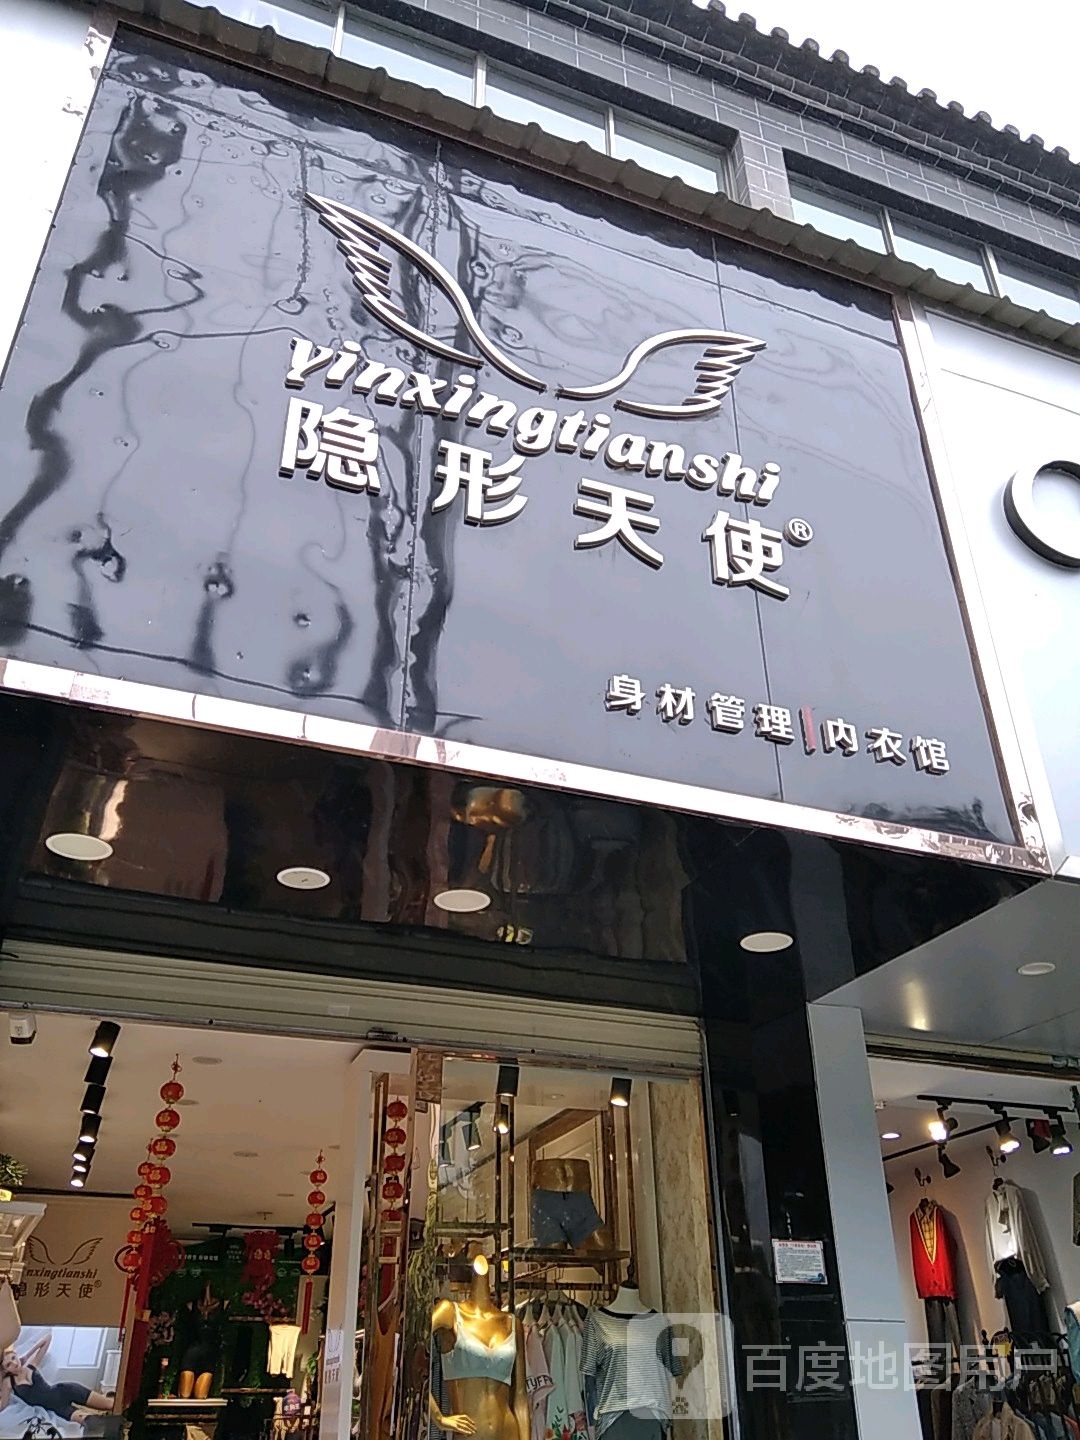 yinxingtianshi
隐形天使®
身材管理|内衣馆
nxingtianshi
隐形天使®
百度地图用户